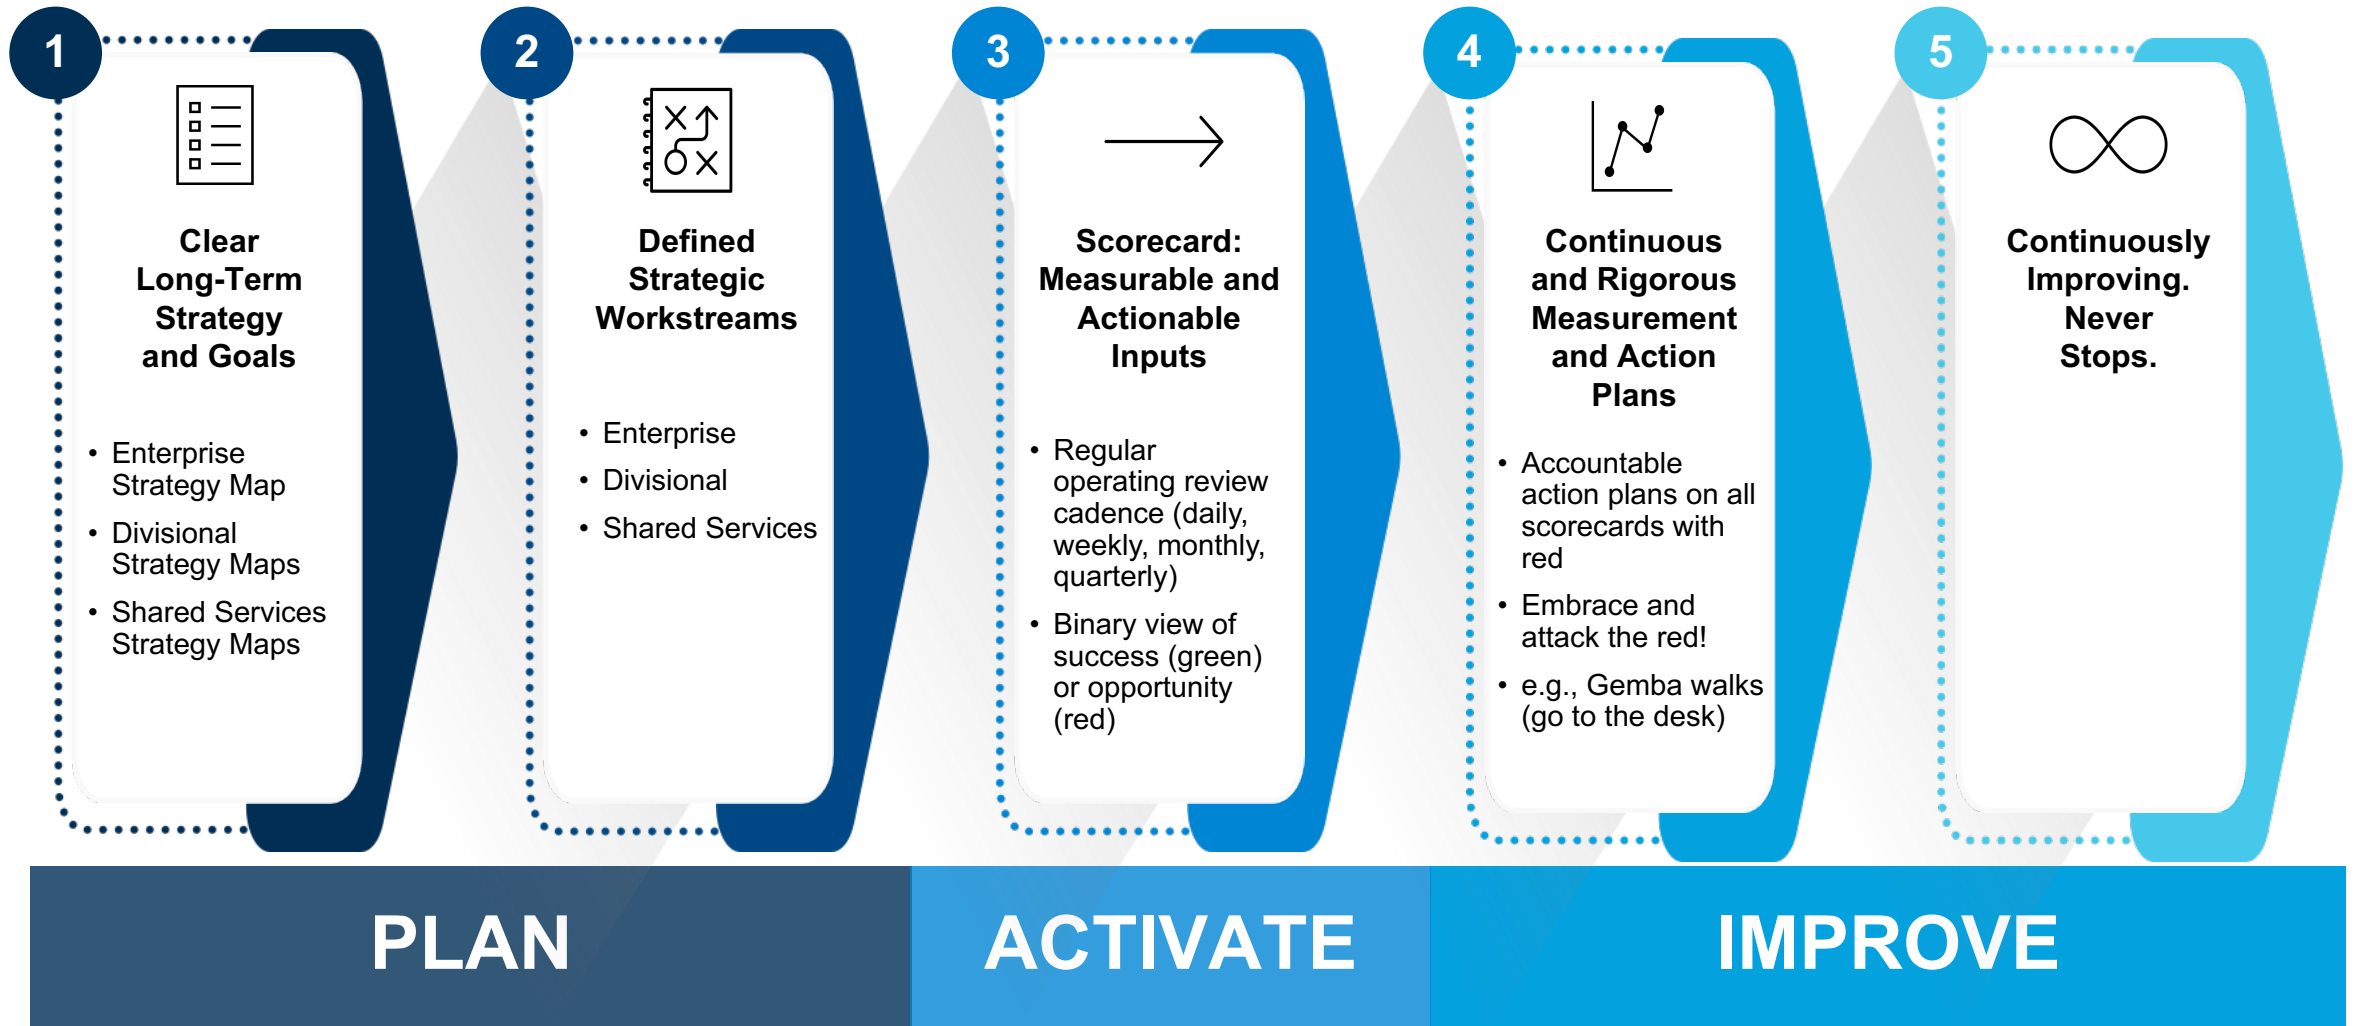 1
Clear
Long-Term
Strategy
and Goals
• Enterprise
Strategy Map
• Divisional
Strategy Maps
• Shared Services
Strategy Maps
2
Defined
Strategic
Workstreams
• Enterprise
• Divisional
• Shared Services
3
Scorecard:
Measurable and
Actionable
Inputs
• Regular
operating review
cadence (daily,
weekly, monthly,
quarterly)
• Binary view of
success (green)
or opportunity
(red)
4
Continuous
and Rigorous
Measurement
and Action
Plans
• Accountable
action plans on all
scorecards with
red
• Embrace and
attack the red!
• e.g., Gemba walks
(go to the desk)
5
Continuously
Improving.
Never
Stops.
PLAN
ACTIVATE
IMPROVE